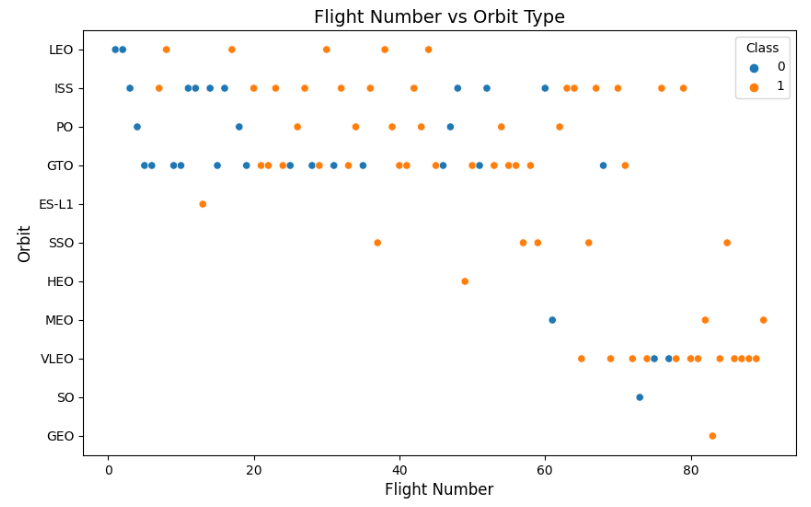 Flight Number vs Orbit Type
Class
0
1
LEO
ISS
PO
GTO
ES-L1
SSO
HEO
MEO
VLEO
SO
GEO
Orbit
0 20 40 60 80
Flight Number